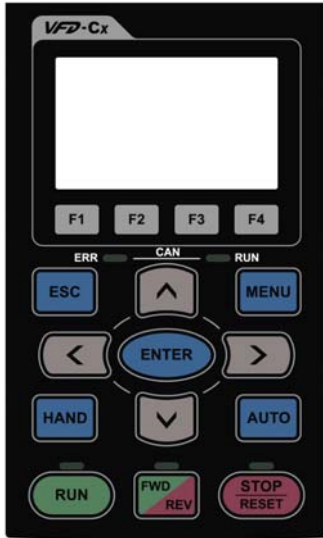 VFD-Cx
F1 F2 F3 F4
ERR CAN RUN
ESC MENU
ENTER
HAND AUTO
RUN FWD REV STOP RESET